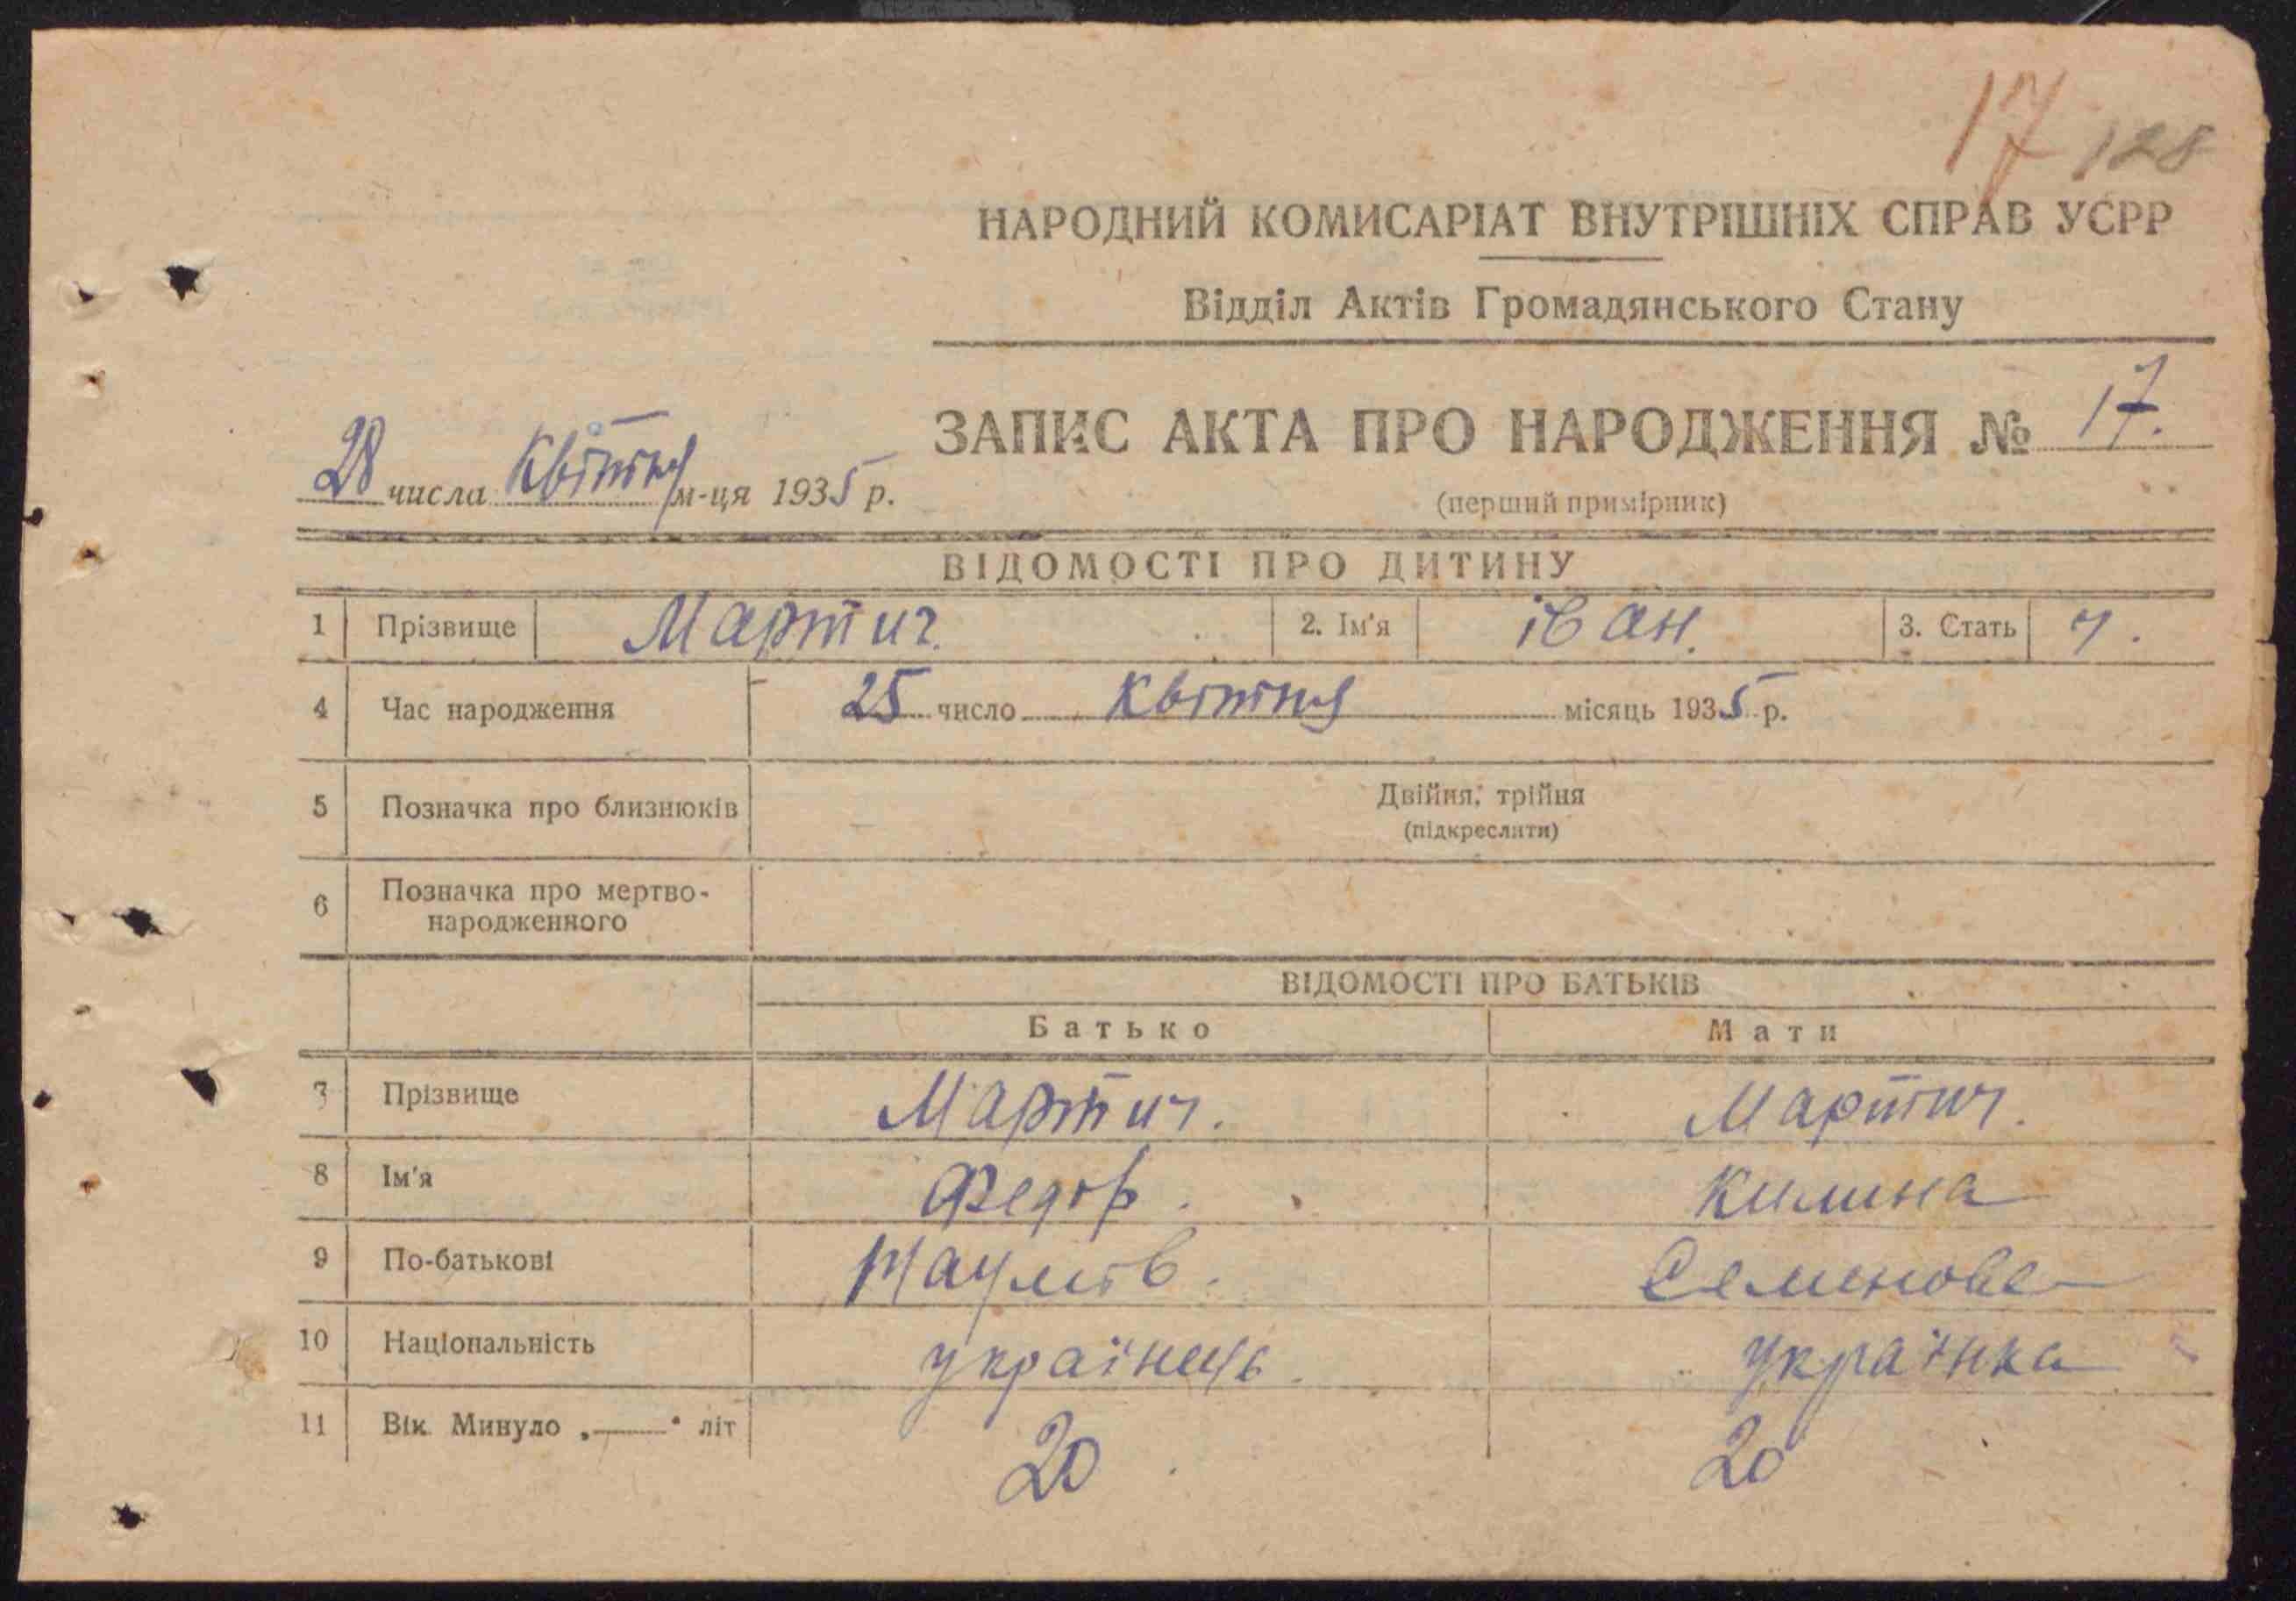 17 128
НАРОДНИЙ КОМИСАРІАТ ВНУТРІШНІХ СПРАВ УСРР
Відділ Актів Громадянського Стану
ЗАПИС АКТА ПРО НАРОДЖЕННЯ № 17.
28 числа Квітня м-ця 1935 р.
(перший примірник)
ВІДОМОСТІ ПРО ДИТИНУ
1 Прізвище Мартич. 2. Ім'я іван. 3. Стать ч.
4 Час народження 25 число Квітня місяць 1935 р.
5 Позначка про близнюків Двійня, трійня
(підкреслити)
6 Позначка про мертво-
народженного
ВІДОМОСТІ ПРО БАТЬКІВ
Батько Мати
7 Прізвище Мартич. Мартич.
8 Ім'я Федір. Килина
9 По-батькові Семенова
10 Національність українець. Українка
11 Вік. Минуло „——" літ 20 20